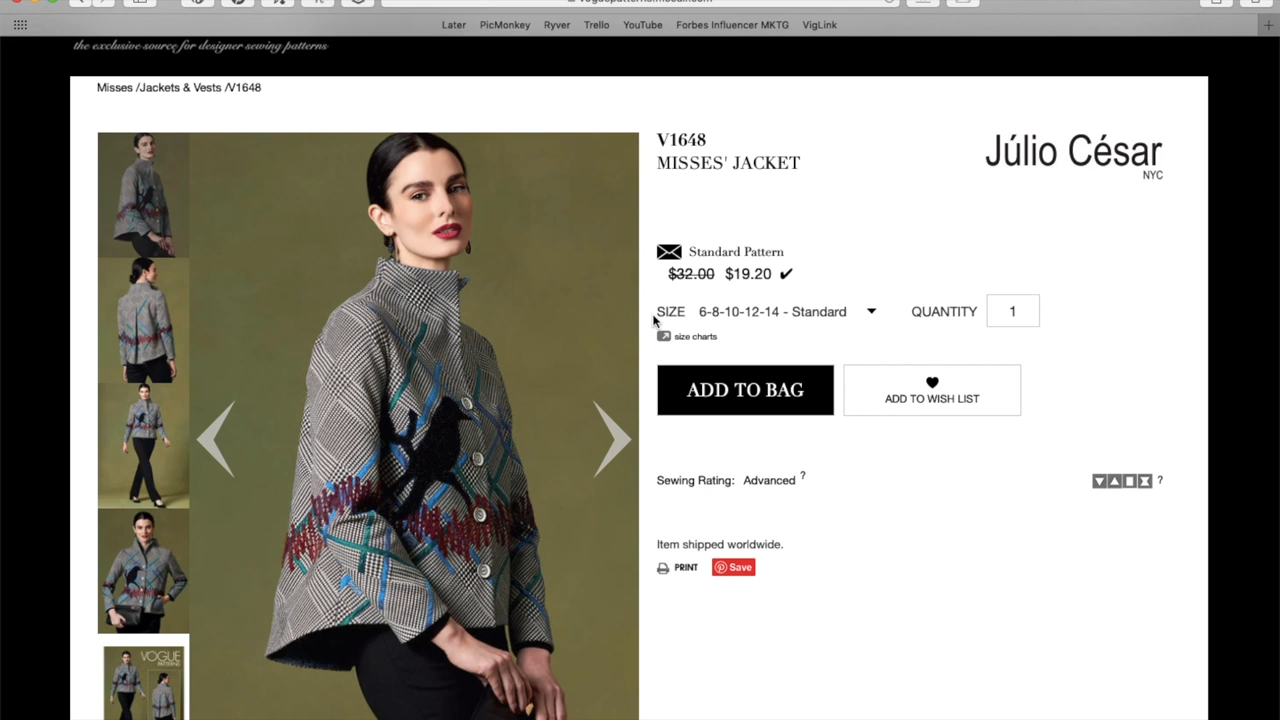 Later PicMonkey Ryver Trello YouTube Forbes Influencer MKTG VigLink
the exclusive source for designer sewing patterns
Misses /Jackets & Vests /V1648
V1648
MISSES' JACKET
Júlio César
NYC
Standard Pattern
$32.00 $19.20
SIZE 6-8-10-12-14 - Standard QUANTITY 1
size charts
ADD TO BAG
ADD TO WISH LIST
Sewing Rating: Advanced ? ?
Item shipped worldwide.
PRINT Save
VOGUE
PATTERNS